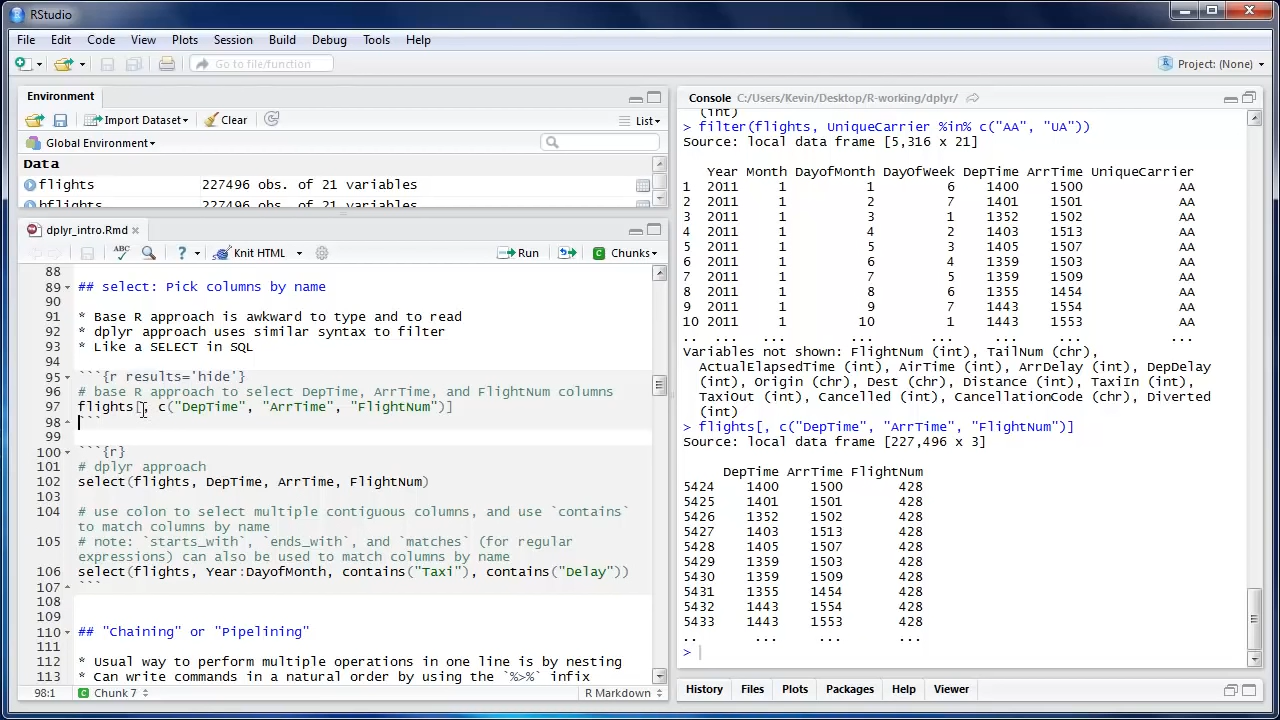 RStudio
File Edit Code View Plots Session Build Debug Tools Help
Go to file/function
Project: (None)
Environment
Import Dataset Clear List
Global Environment
Data
flights 227496 obs. of 21 variables
hflights 227496 obs. of 21 variables
dplyr_intro.Rmd
ABC ? Knit HTML Run Chunks
88
89 ## select: Pick columns by name
90
91 * Base R approach is awkward to type and to read
92 * dplyr approach uses similar syntax to filter
93 * Like a SELECT in SQL
94
95 ```{r results='hide'}
96 # base R approach to select DepTime, ArrTime, and FlightNum columns
97 flights[, c("DepTime", "ArrTime", "FlightNum")]
98 ```
99
100 ```{r}
101 # dplyr approach
102 select(flights, DepTime, ArrTime, FlightNum)
103
104 # use colon to select multiple contiguous columns, and use `contains`
to match columns by name
105 # note: `starts_with`, `ends_with`, and `matches` (for regular
expressions) can also be used to match columns by name
106 select(flights, Year:DayofMonth, contains("Taxi"), contains("Delay"))
107 ```
108
109
110 ## "Chaining" or "Pipelining"
111
112 * Usual way to perform multiple operations in one line is by nesting
113 * can write commands in a natural order by using the `%>%` infix
98:1 Chunk 7 R Markdown
Console C:/Users/Kevin/Desktop/R-working/dplyr/
(int)
> filter(flights, UniqueCarrier %in% c("AA", "UA"))
Source: local data frame [5,316 x 21]
Year Month DayofMonth DayOfWeek DepTime ArrTime UniqueCarrier
1 2011 1 1 6 1400 1500 AA
2 2011 1 2 7 1401 1501 AA
3 2011 1 3 1 1352 1502 AA
4 2011 1 4 2 1403 1513 AA
5 2011 1 5 3 1405 1507 AA
6 2011 1 6 4 1359 1503 AA
7 2011 1 7 5 1359 1509 AA
8 2011 1 8 6 1355 1454 AA
9 2011 1 9 7 1443 1554 AA
10 2011 1 10 1 1443 1553 AA
.. ... ... ... ... ... ... ...
Variables not shown: FlightNum (int), TailNum (chr),
ActualElapsedTime (int), AirTime (int), ArrDelay (int), DepDelay
(int), Origin (chr), Dest (chr), Distance (int), TaxiIn (int),
TaxiOut (int), Cancelled (int), CancellationCode (chr), Diverted
(int)
> flights[, c("DepTime", "ArrTime", "FlightNum")]
Source: local data frame [227,496 x 3]
DepTime ArrTime FlightNum
5424 1400 1500 428
5425 1401 1501 428
5426 1352 1502 428
5427 1403 1513 428
5428 1405 1507 428
5429 1359 1503 428
5430 1359 1509 428
5431 1355 1454 428
5432 1443 1554 428
5433 1443 1553 428
.. ... ... ...
>
History Files Plots Packages Help Viewer